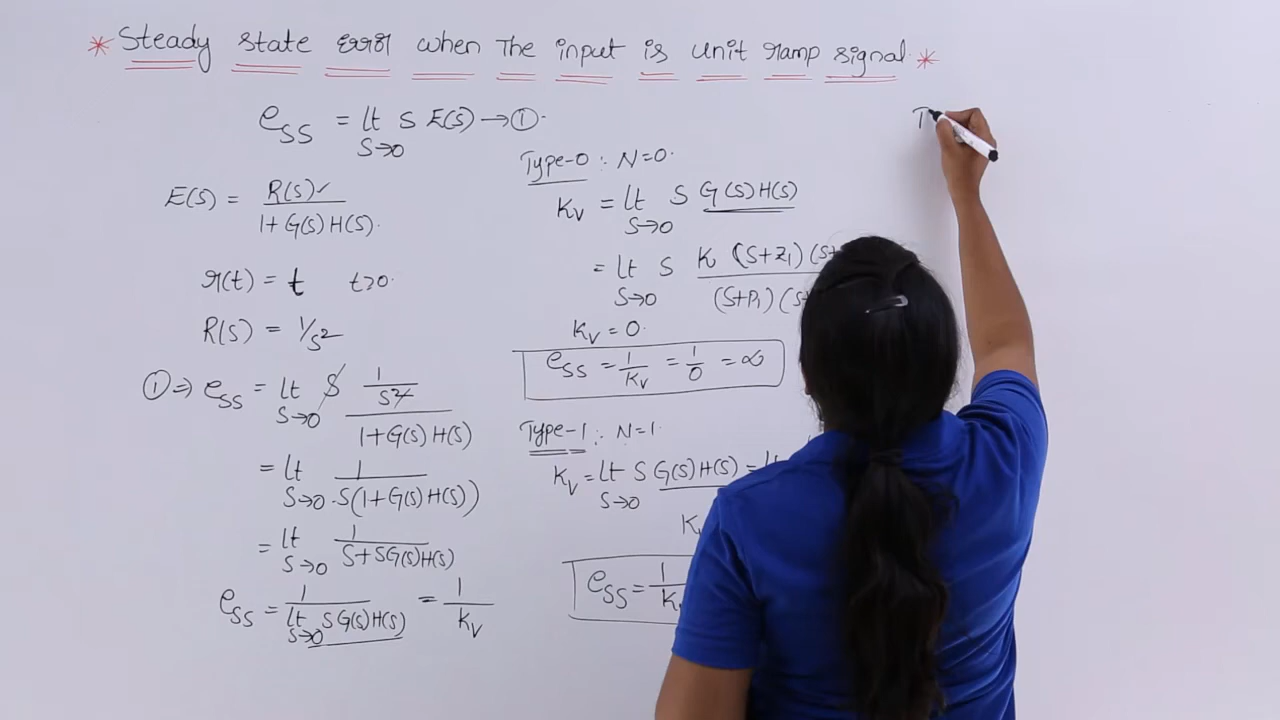 * Steady state error when The input is unit ramp signal *
e_SS = lt S→0 S E(S) → ①.
E(S) = R(S)✓ / 1+G(S)H(S).
r(t) = t t>0.
R(S) = 1/S²
① ⇒ e_SS = lt S→0 S 1/S² / 1+G(S)H(S)
= lt S→0 1 / S(1+G(S)H(S))
= lt S→0 1 / S+SG(S)H(S)
e_SS = 1 / lt S→0 SG(S)H(S) = 1/K_V
Type-0 : N=0.
K_V = lt S→0 S G(S)H(S)
= lt S→0 S K (S+Z₁)(S+ / (S+P₁)(S+
K_V = 0.
e_SS = 1/K_V = 1/0 = ∞
Type-1 : N=1.
K_V = lt S→0 S G(S)H(S) = lt
K
e_SS = 1/K
T